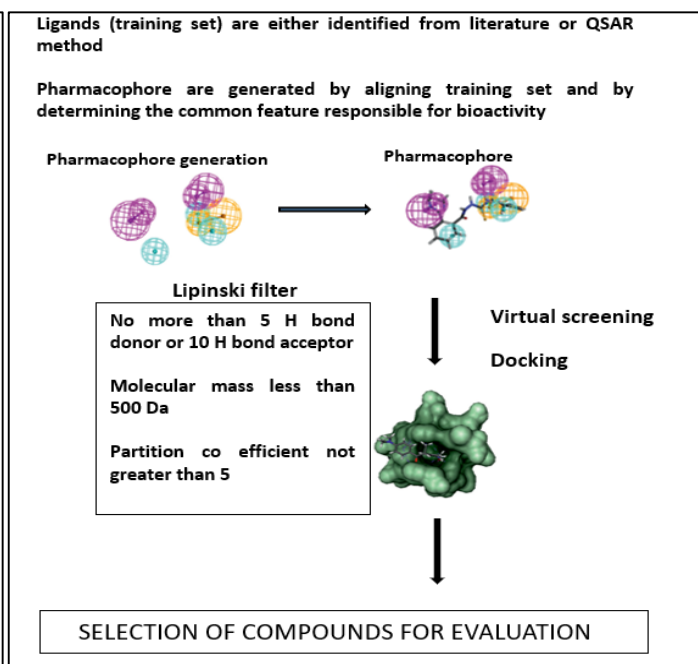 Ligands (training set) are either identified from literature or QSAR
method
Pharmacophore are generated by aligning training set and by
determining the common feature responsible for bioactivity
Pharmacophore generation
Pharmacophore
Lipinski filter
No more than 5 H bond
donor or 10 H bond acceptor
Molecular mass less than
500 Da
Partition co efficient not
greater than 5
Virtual screening
Docking
SELECTION OF COMPOUNDS FOR EVALUATION